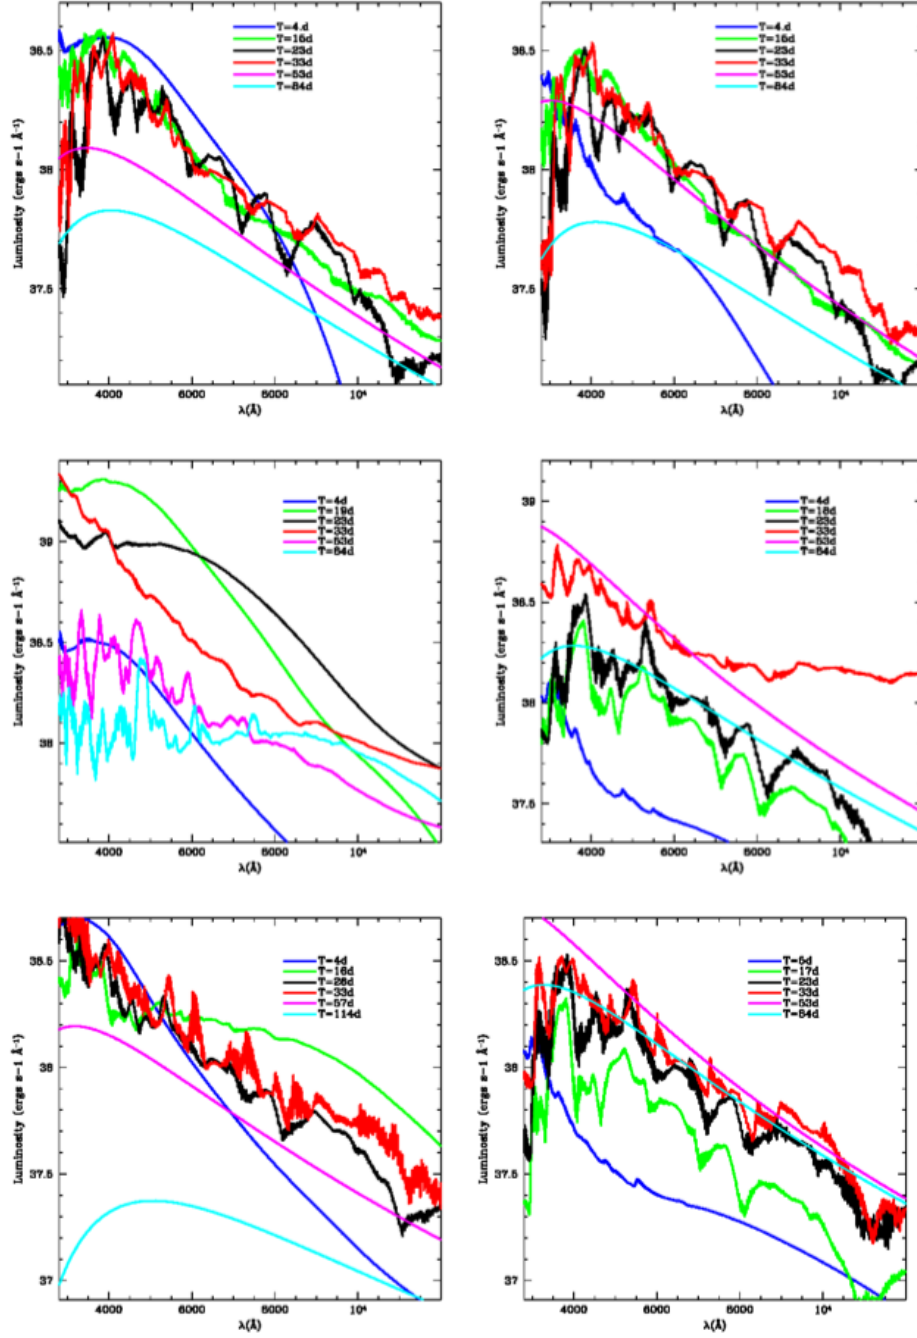 T=4.d
T=16d
T=23d
T=33d
T=53d
T=84d
38.5
38
37.5
Luminosity (ergs s-1 Å⁻¹)
4000 6000 8000 10⁴
λ(Å)
T=4.d
T=16d
T=23d
T=33d
T=53d
T=84d
38.5
38
37.5
Luminosity (ergs s-1 Å⁻¹)
4000 6000 8000 10⁴
λ(Å)
T=4d
T=19d
T=23d
T=33d
T=53d
T=84d
39
38.5
38
Luminosity (ergs s-1 Å⁻¹)
4000 6000 8000 10⁴
λ(Å)
T=4d
T=18d
T=23d
T=33d
T=53d
T=84d
39
38.5
38
37.5
Luminosity (ergs s-1 Å⁻¹)
4000 6000 8000 10⁴
λ(Å)
T=4d
T=16d
T=28d
T=33d
T=57d
T=114d
38.5
38
37.5
37
Luminosity (ergs s-1 Å⁻¹)
4000 6000 8000 10⁴
λ(Å)
T=5d
T=17d
T=23d
T=33d
T=53d
T=84d
38.5
38
37.5
37
Luminosity (ergs s-1 Å⁻¹)
4000 6000 8000 10⁴
λ(Å)